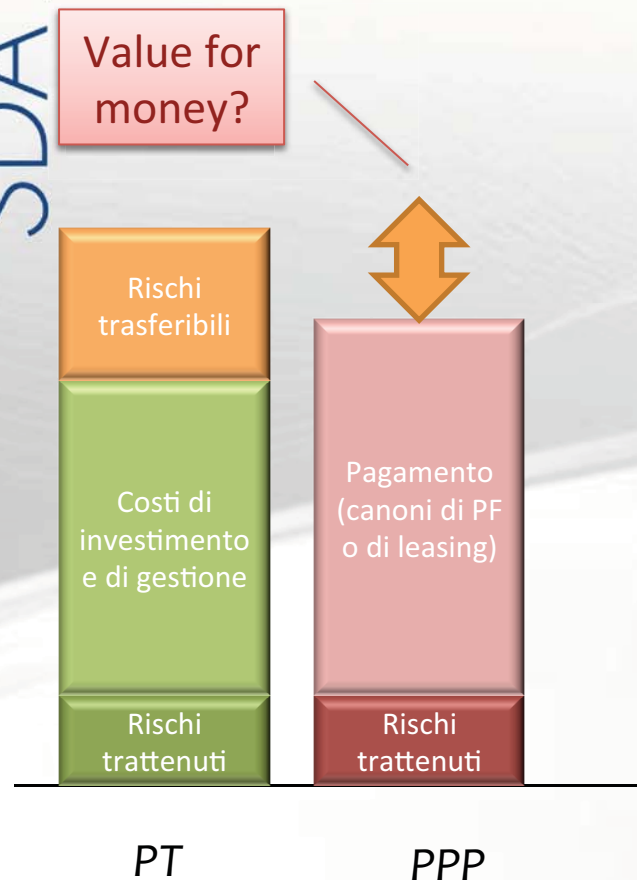 SDA
Value for
money?
Rischi
trasferibili
Costi di
investimento
e di gestione
Rischi
trattenuti
Pagamento
(canoni di PF
o di leasing)
Rischi
trattenuti
PT
PPP